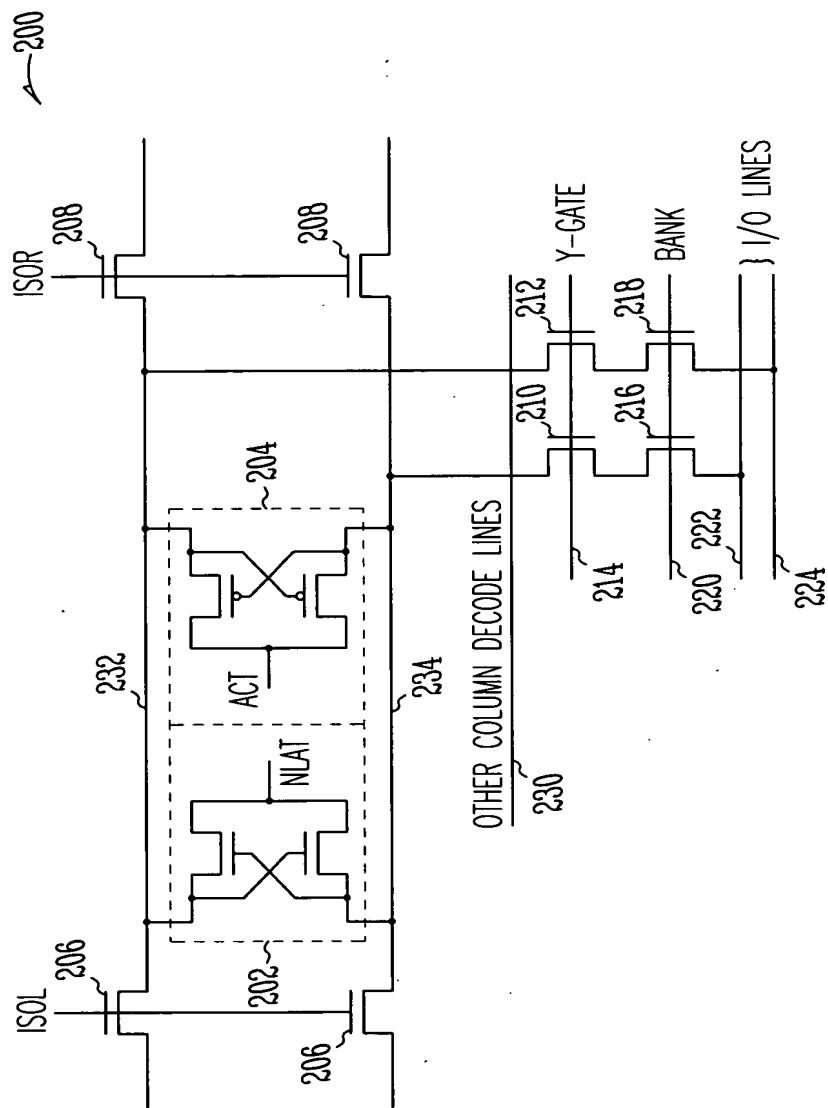 200
ISOL
206
206
202
NLAT
232
ACT
204
234
ISOR
208
208
OTHER COLUMN DECODE LINES
230
210
212
Y-GATE
214
216
218
BANK
220
222
} I/O LINES
224